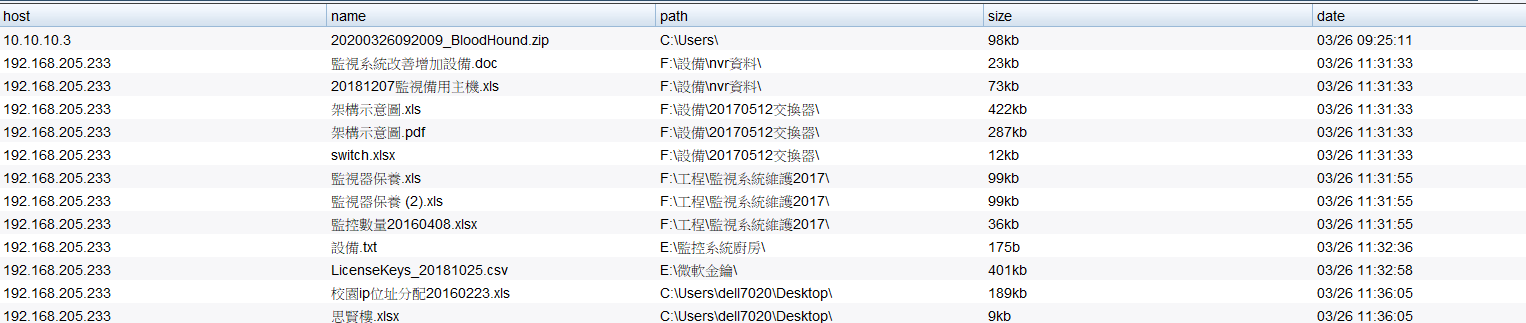 host name path size date
10.10.10.3 20200326092009_BloodHound.zip C:\Users\ 98kb 03/26 09:25:11
192.168.205.233 監視系統改善增加設備.doc F:\設備\nvr資料\ 23kb 03/26 11:31:33
192.168.205.233 20181207監視備用主機.xls F:\設備\nvr資料\ 73kb 03/26 11:31:33
192.168.205.233 架構示意圖.xls F:\設備\20170512交換器\ 422kb 03/26 11:31:33
192.168.205.233 架構示意圖.pdf F:\設備\20170512交換器\ 287kb 03/26 11:31:33
192.168.205.233 switch.xlsx F:\設備\20170512交換器\ 12kb 03/26 11:31:33
192.168.205.233 監視器保養.xls F:\工程\監視系統維護2017\ 99kb 03/26 11:31:55
192.168.205.233 監視器保養 (2).xls F:\工程\監視系統維護2017\ 99kb 03/26 11:31:55
192.168.205.233 監控數量20160408.xlsx F:\工程\監視系統維護2017\ 36kb 03/26 11:31:55
192.168.205.233 設備.txt E:\監控系統廚房\ 175b 03/26 11:32:36
192.168.205.233 LicenseKeys_20181025.csv E:\微軟金鑰\ 401kb 03/26 11:32:58
192.168.205.233 校園ip位址分配20160223.xls C:\Users\dell7020\Desktop\ 189kb 03/26 11:36:05
192.168.205.233 思賢樓.xlsx C:\Users\dell7020\Desktop\ 9kb 03/26 11:36:05